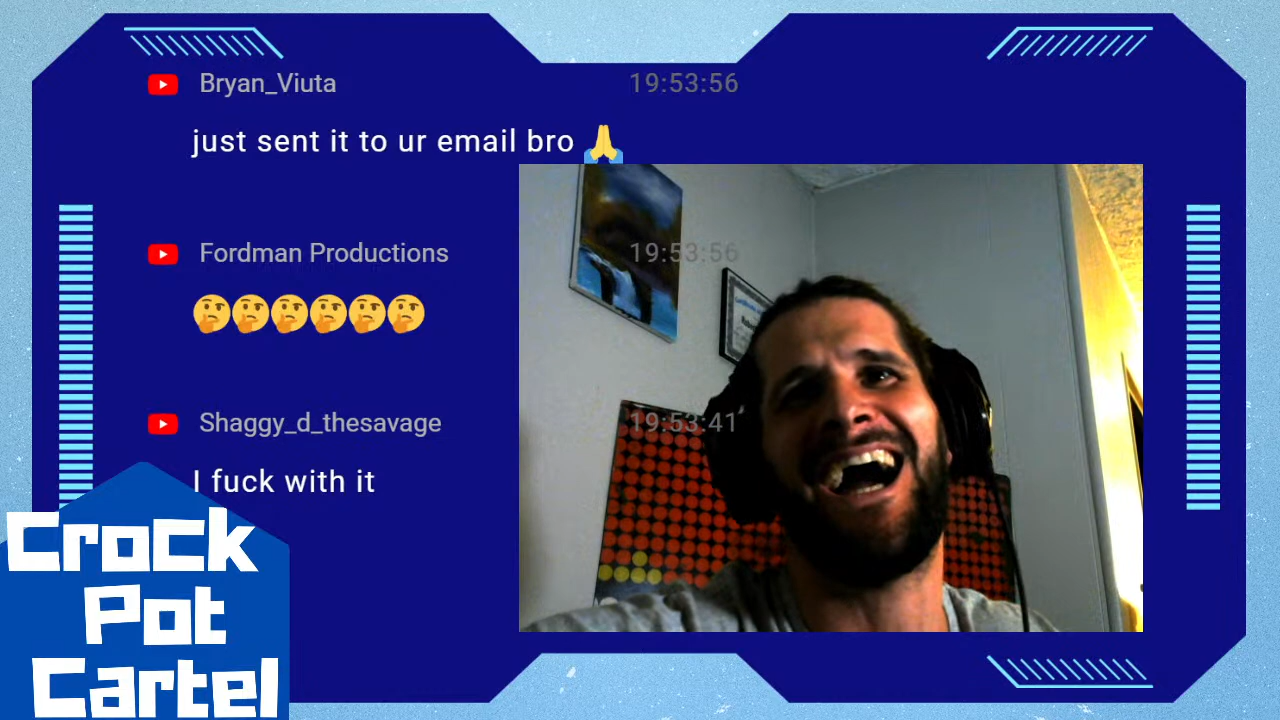 Bryan_Viuta 19:53:56
just sent it to ur email bro 🙏
Fordman Productions 19:53:56
🤔🤔🤔🤔🤔🤔
Shaggy_d_thesavage 19:53:41
I fuck with it
Crock
Pot
Cartel